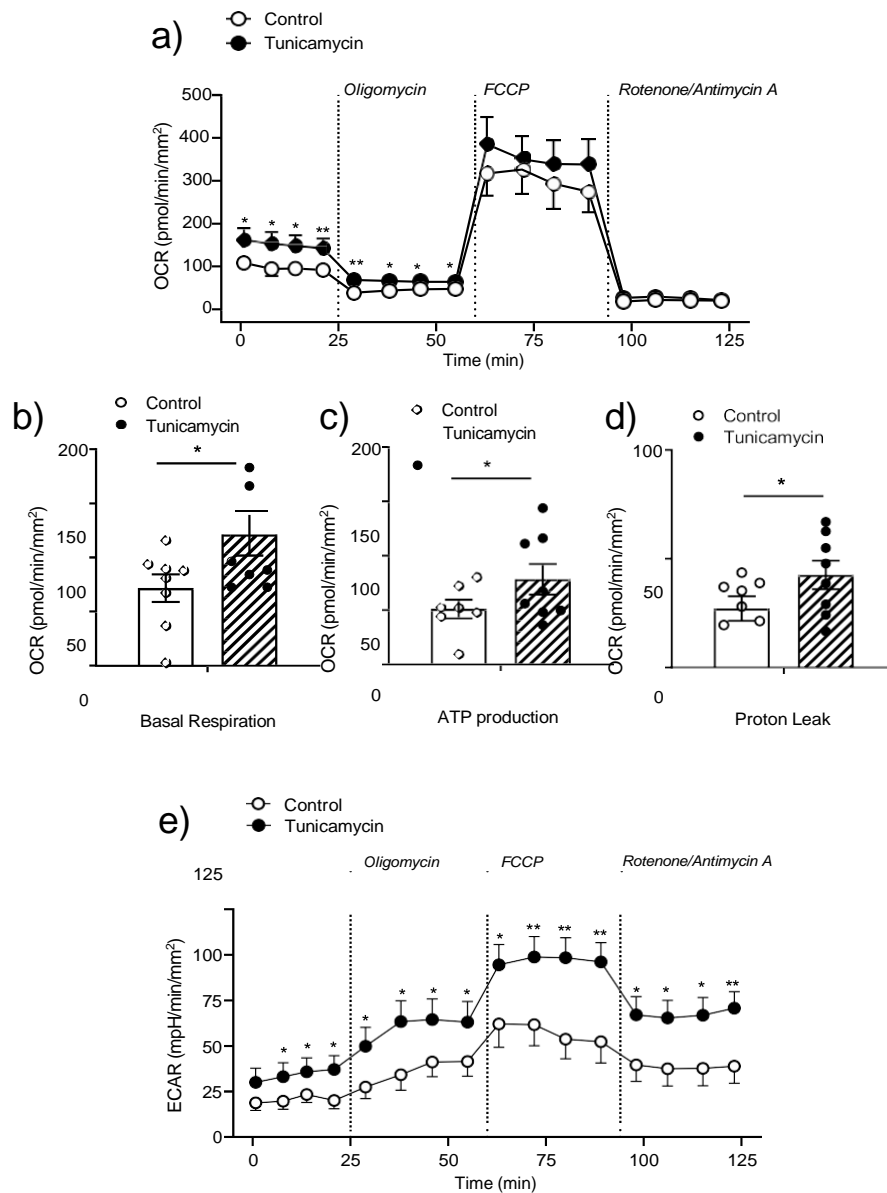 a)
Control
Tunicamycin
Oligomycin
FCCP
Rotenone/Antimycin A
500
400
300
200
100
0
OCR (pmol/min/mm²)
* * * **
** * * *
0 25 50 75 100 125
Time (min)
b)
Control
Tunicamycin
*
200
150
100
50
0
OCR (pmol/min/mm²)
Basal Respiration
c)
Control
Tunicamycin
*
200
150
100
50
0
OCR (pmol/min/mm²)
ATP production
d)
Control
Tunicamycin
*
100
50
0
OCR (pmol/min/mm²)
Proton Leak
e)
Control
Tunicamycin
Oligomycin
FCCP
Rotenone/Antimycin A
125
100
75
50
25
0
ECAR (mpH/min/mm²)
* * *
* * * *
* ** ** **
* * * **
0 25 50 75 100 125
Time (min)